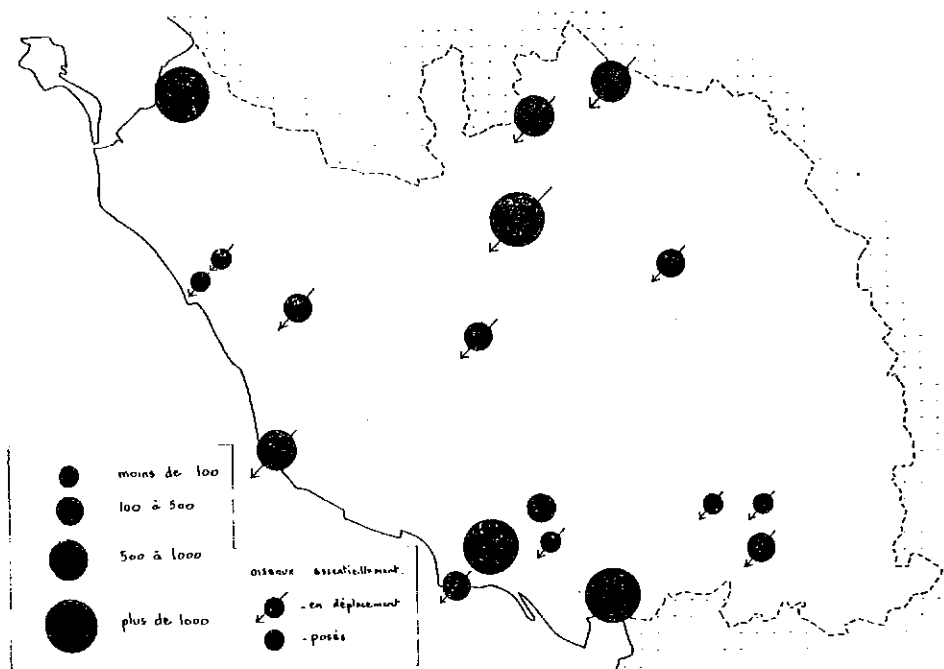 moins de 100
100 à 500
500 à 1000
plus de 1000
oiseaux essentiellement.
- en déplacement
- posés